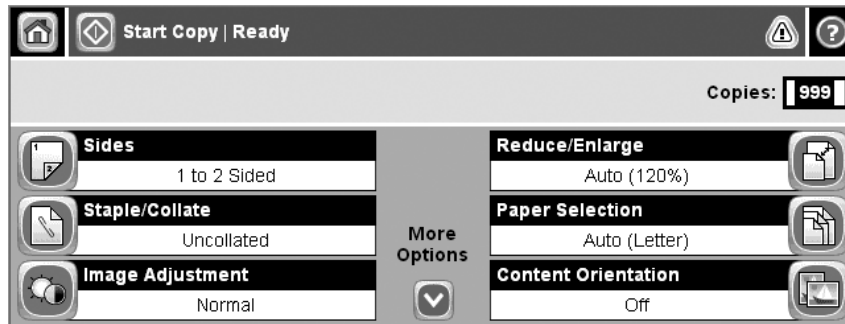 Start Copy | Ready
?
Copies: 999
Sides
1 to 2 Sided
Staple/Collate
Uncollated
Image Adjustment
Normal
More
Options
Reduce/Enlarge
Auto (120%)
Paper Selection
Auto (Letter)
Content Orientation
Off